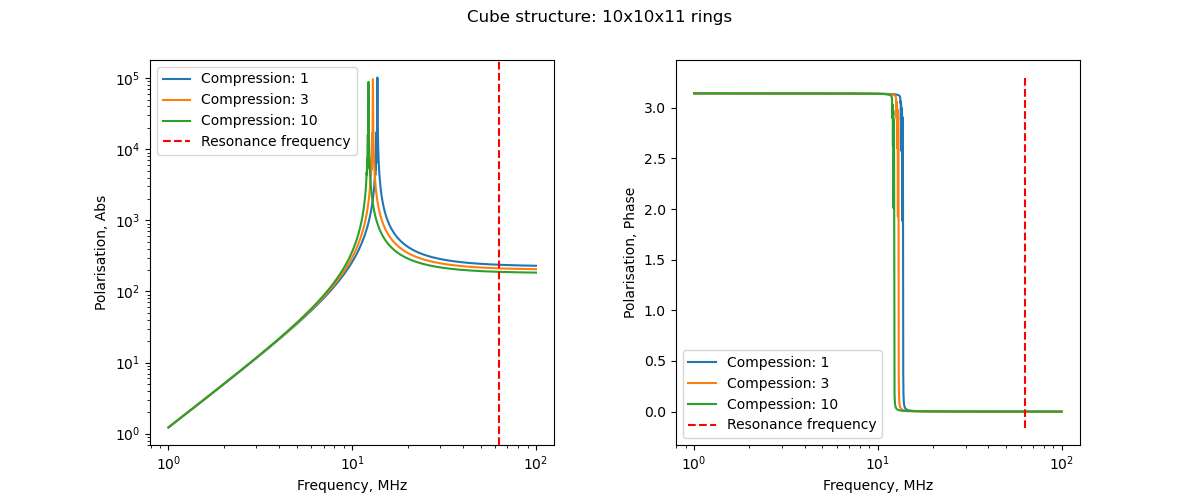 Cube structure: 10x10x11 rings
Compression: 1
Compression: 3
Compression: 10
Resonance frequency
10⁵
10⁴
10³
10²
10¹
10⁰
Polarisation, Abs
10⁰
10¹
10²
Frequency, MHz
3.0
2.5
2.0
1.5
1.0
0.5
0.0
Polarisation, Phase
Compession: 1
Compession: 3
Compession: 10
Resonance frequency
10⁰
10¹
10²
Frequency, MHz